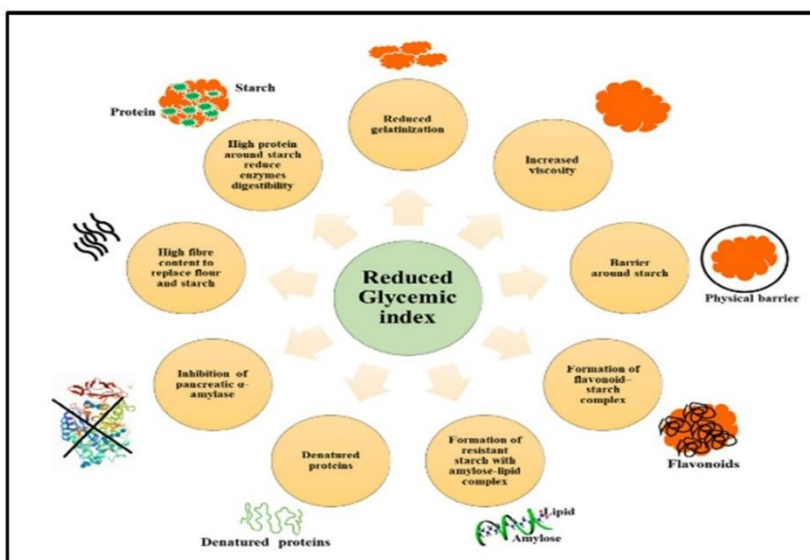 Reduced
Glycemic
index
Reduced
gelatinization
Increased
viscosity
Barrier
around starch
Physical barrier
Formation of
flavonoid–
starch
complex
Flavonoids
Formation of
resistant
starch with
amylose-lipid
complex
Lipid
Amylose
Denatured
proteins
Denatured proteins
Inhibition of
pancreatic α-
amylase
High fibre
content to
replace flour
and starch
High protein
around starch
reduce
enzymes
digestibility
Starch
Protein